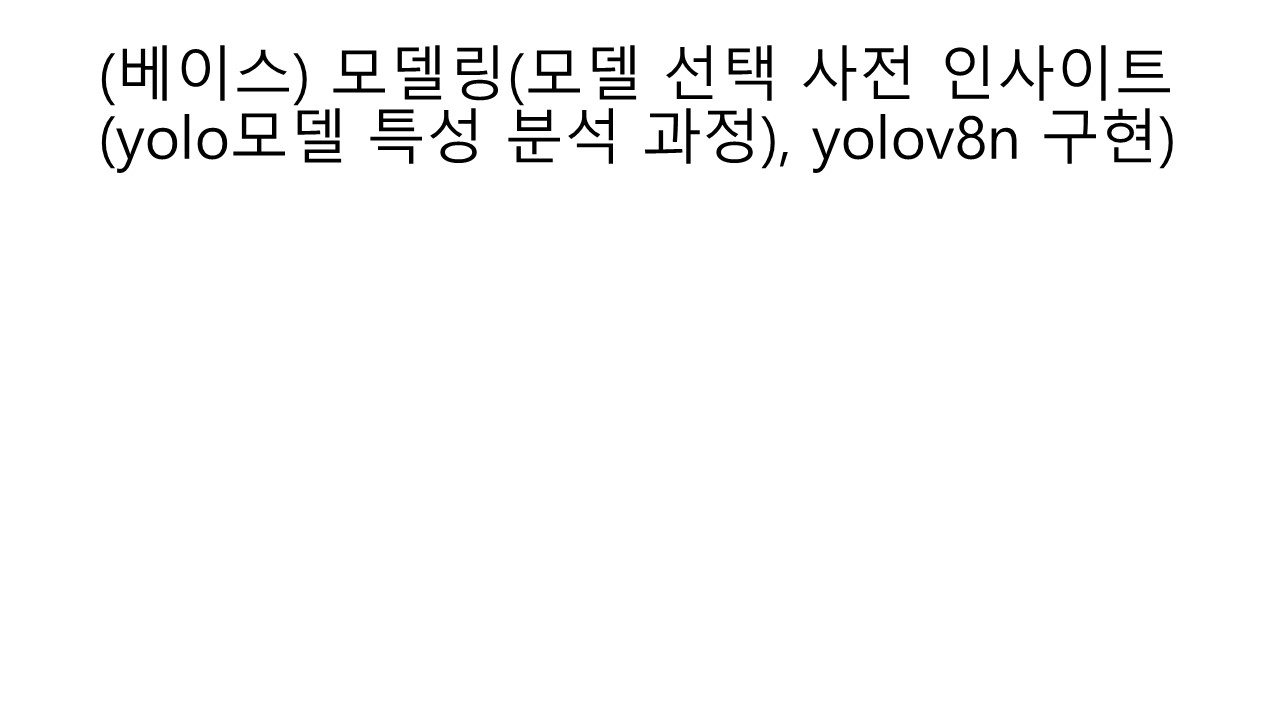 (베이스) 모델링(모델 선택 사전 인사이트
(yolo모델 특성 분석 과정), yolov8n 구현)